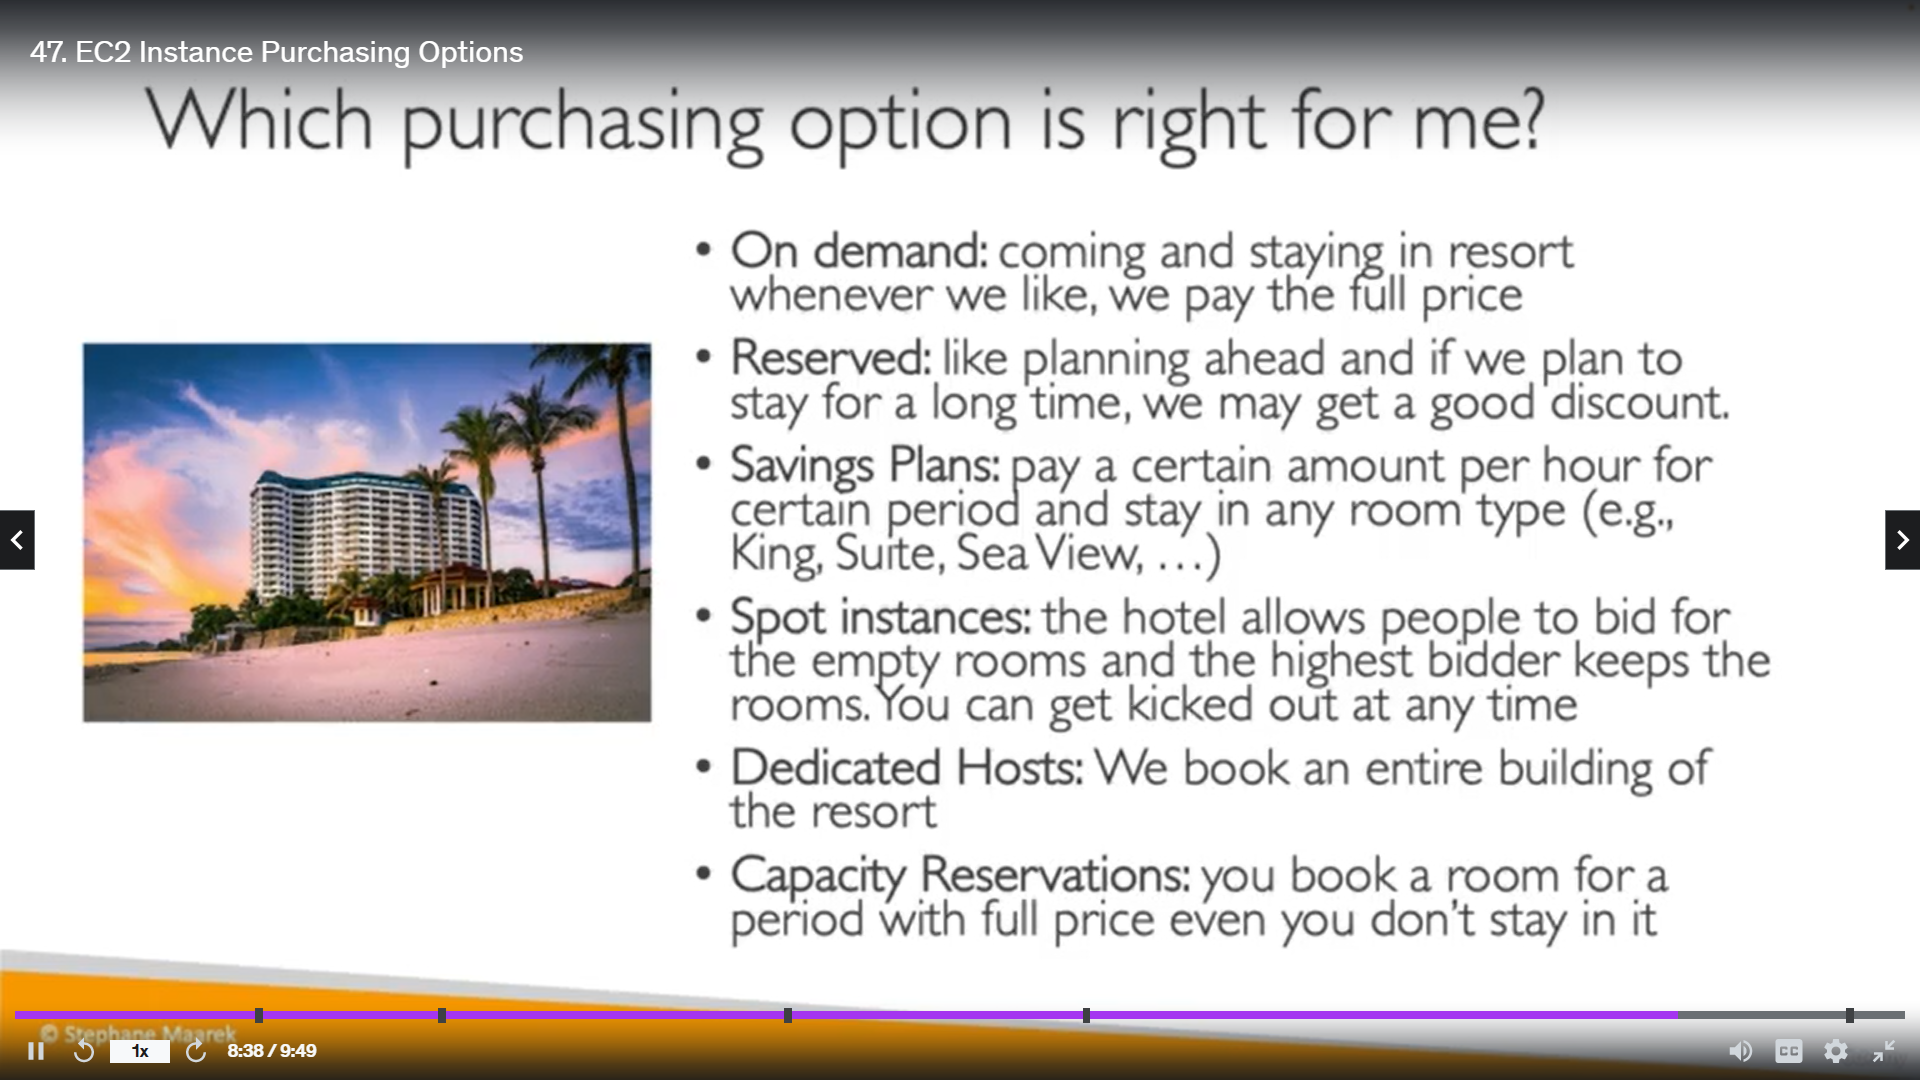 47. EC2 Instance Purchasing Options
Which purchasing option is right for me?
• On demand: coming and staying in resort
whenever we like, we pay the full price
• Reserved: like planning ahead and if we plan to
stay for a long time, we may get a good discount.
• Savings Plans: pay a certain amount per hour for
certain period and stay in any room type (e.g.,
King, Suite, Sea View, …)
• Spot instances: the hotel allows people to bid for
the empty rooms and the highest bidder keeps the
rooms. You can get kicked out at any time
• Dedicated Hosts: We book an entire building of
the resort
• Capacity Reservations: you book a room for a
period with full price even you don't stay in it
© Stephane Maarek
1x
8:38 / 9:49
CC